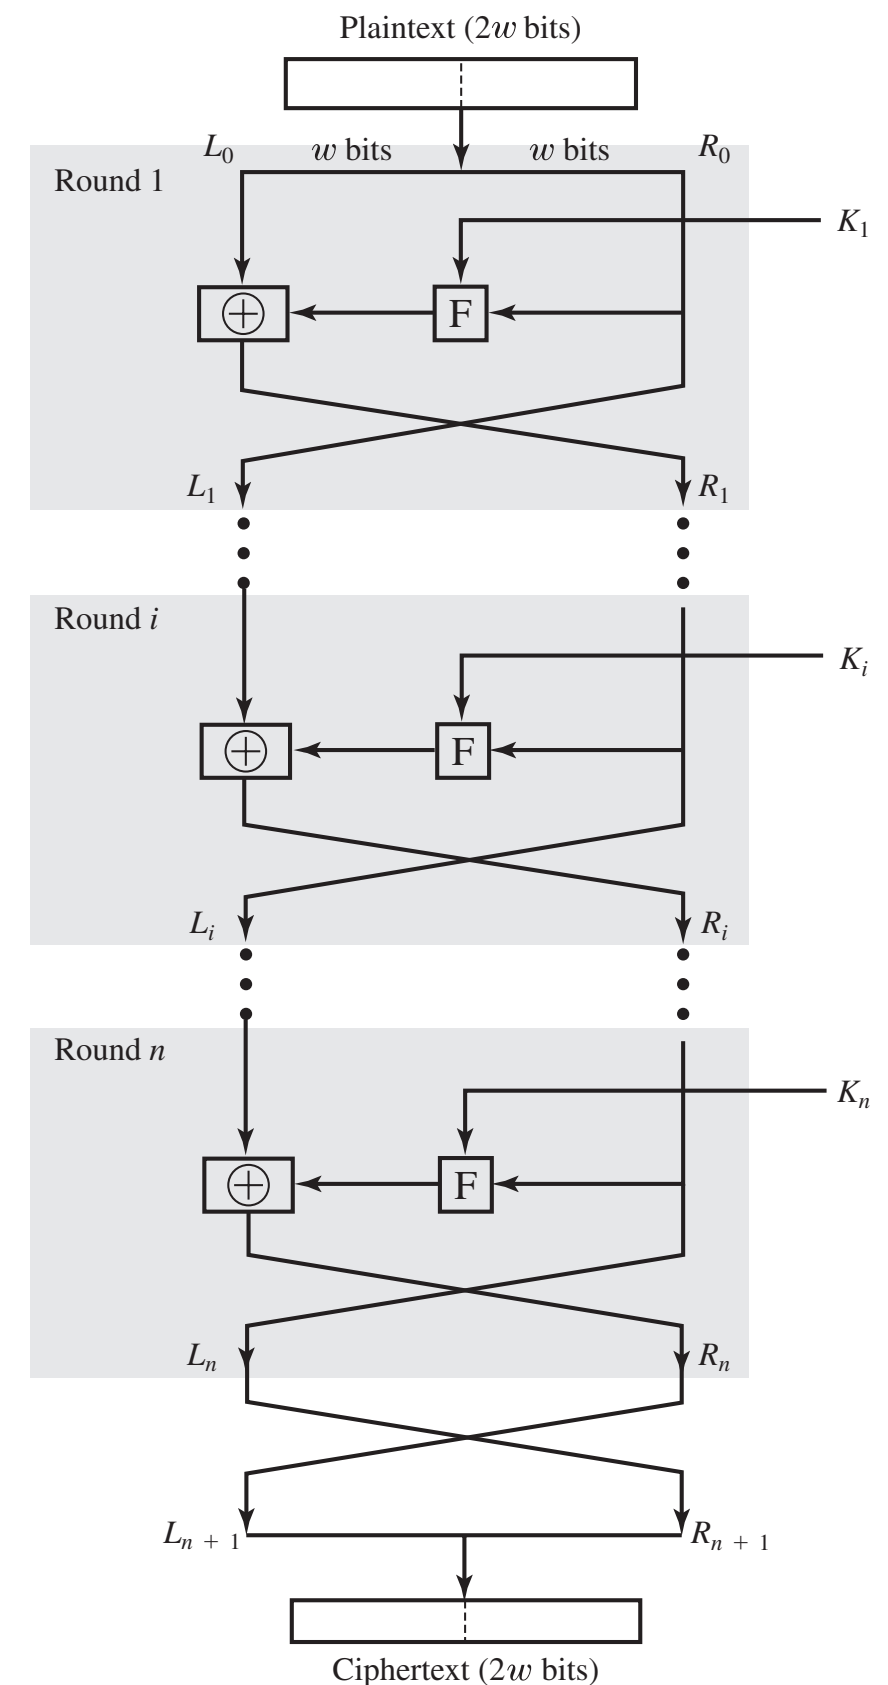 Plaintext (2w bits)
L₀ w bits w bits R₀
Round 1
K₁
⊕ F
L₁ R₁
Round i
Kᵢ
⊕ F
Lᵢ Rᵢ
Round n
Kₙ
⊕ F
Lₙ Rₙ
Lₙ ₊ ₁ Rₙ ₊ ₁
Ciphertext (2w bits)